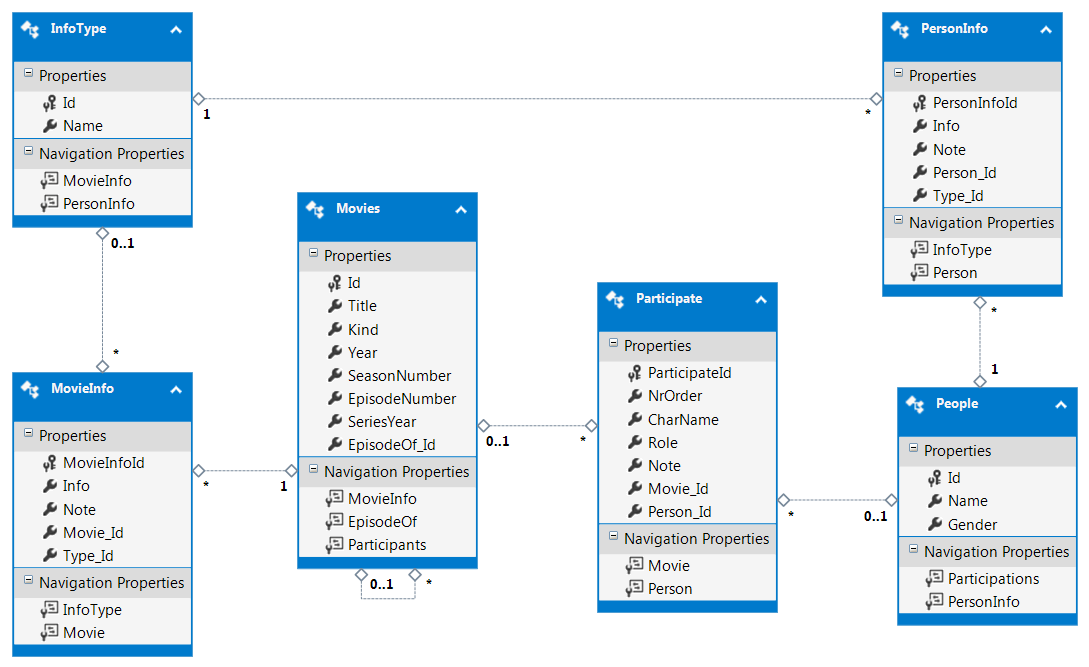 InfoType
Properties
Id
Name
Navigation Properties
MovieInfo
PersonInfo
1
*
0..1
*
PersonInfo
Properties
PersonInfoId
Info
Note
Person_Id
Type_Id
Navigation Properties
InfoType
Person
*
1
Movies
Properties
Id
Title
Kind
Year
SeasonNumber
EpisodeNumber
SeriesYear
EpisodeOf_Id
Navigation Properties
MovieInfo
EpisodeOf
Participants
0..1
*
0..1
*
Participate
Properties
ParticipateId
NrOrder
CharName
Role
Note
Movie_Id
Person_Id
Navigation Properties
Movie
Person
*
0..1
MovieInfo
Properties
MovieInfoId
Info
Note
Movie_Id
Type_Id
Navigation Properties
InfoType
Movie
*
1
People
Properties
Id
Name
Gender
Navigation Properties
Participations
PersonInfo